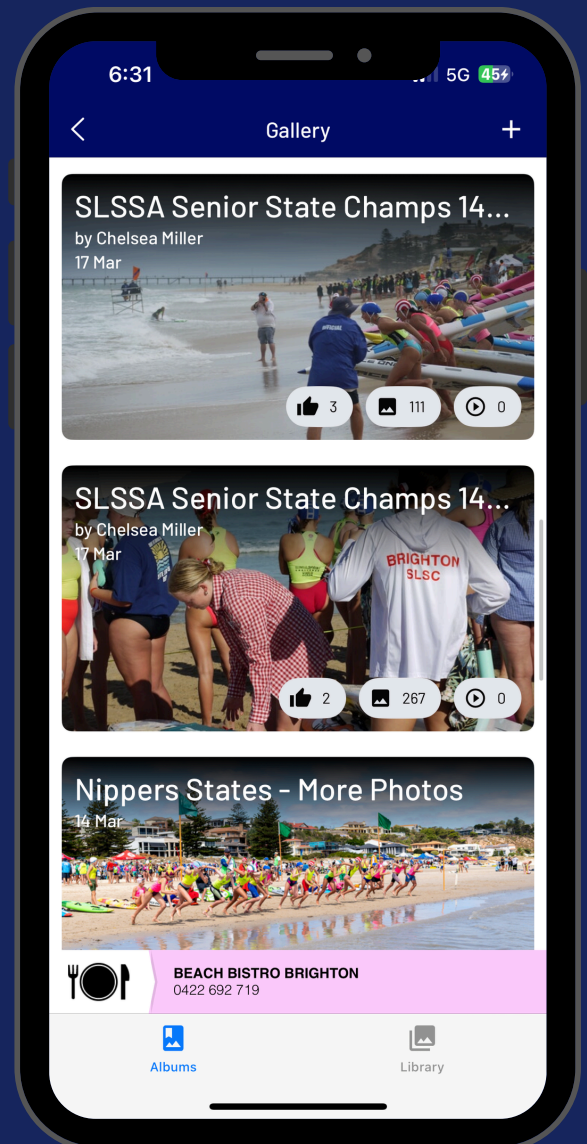 6:31
5G 45
Gallery
SLSSA Senior State Champs 14...
by Chelsea Miller
17 Mar
3
111
0
SLSSA Senior State Champs 14...
by Chelsea Miller
17 Mar
BRIGHTON
SLSC
2
267
0
Nippers States - More Photos
14 Mar
BEACH BISTRO BRIGHTON
0422 692 719
Albums
Library